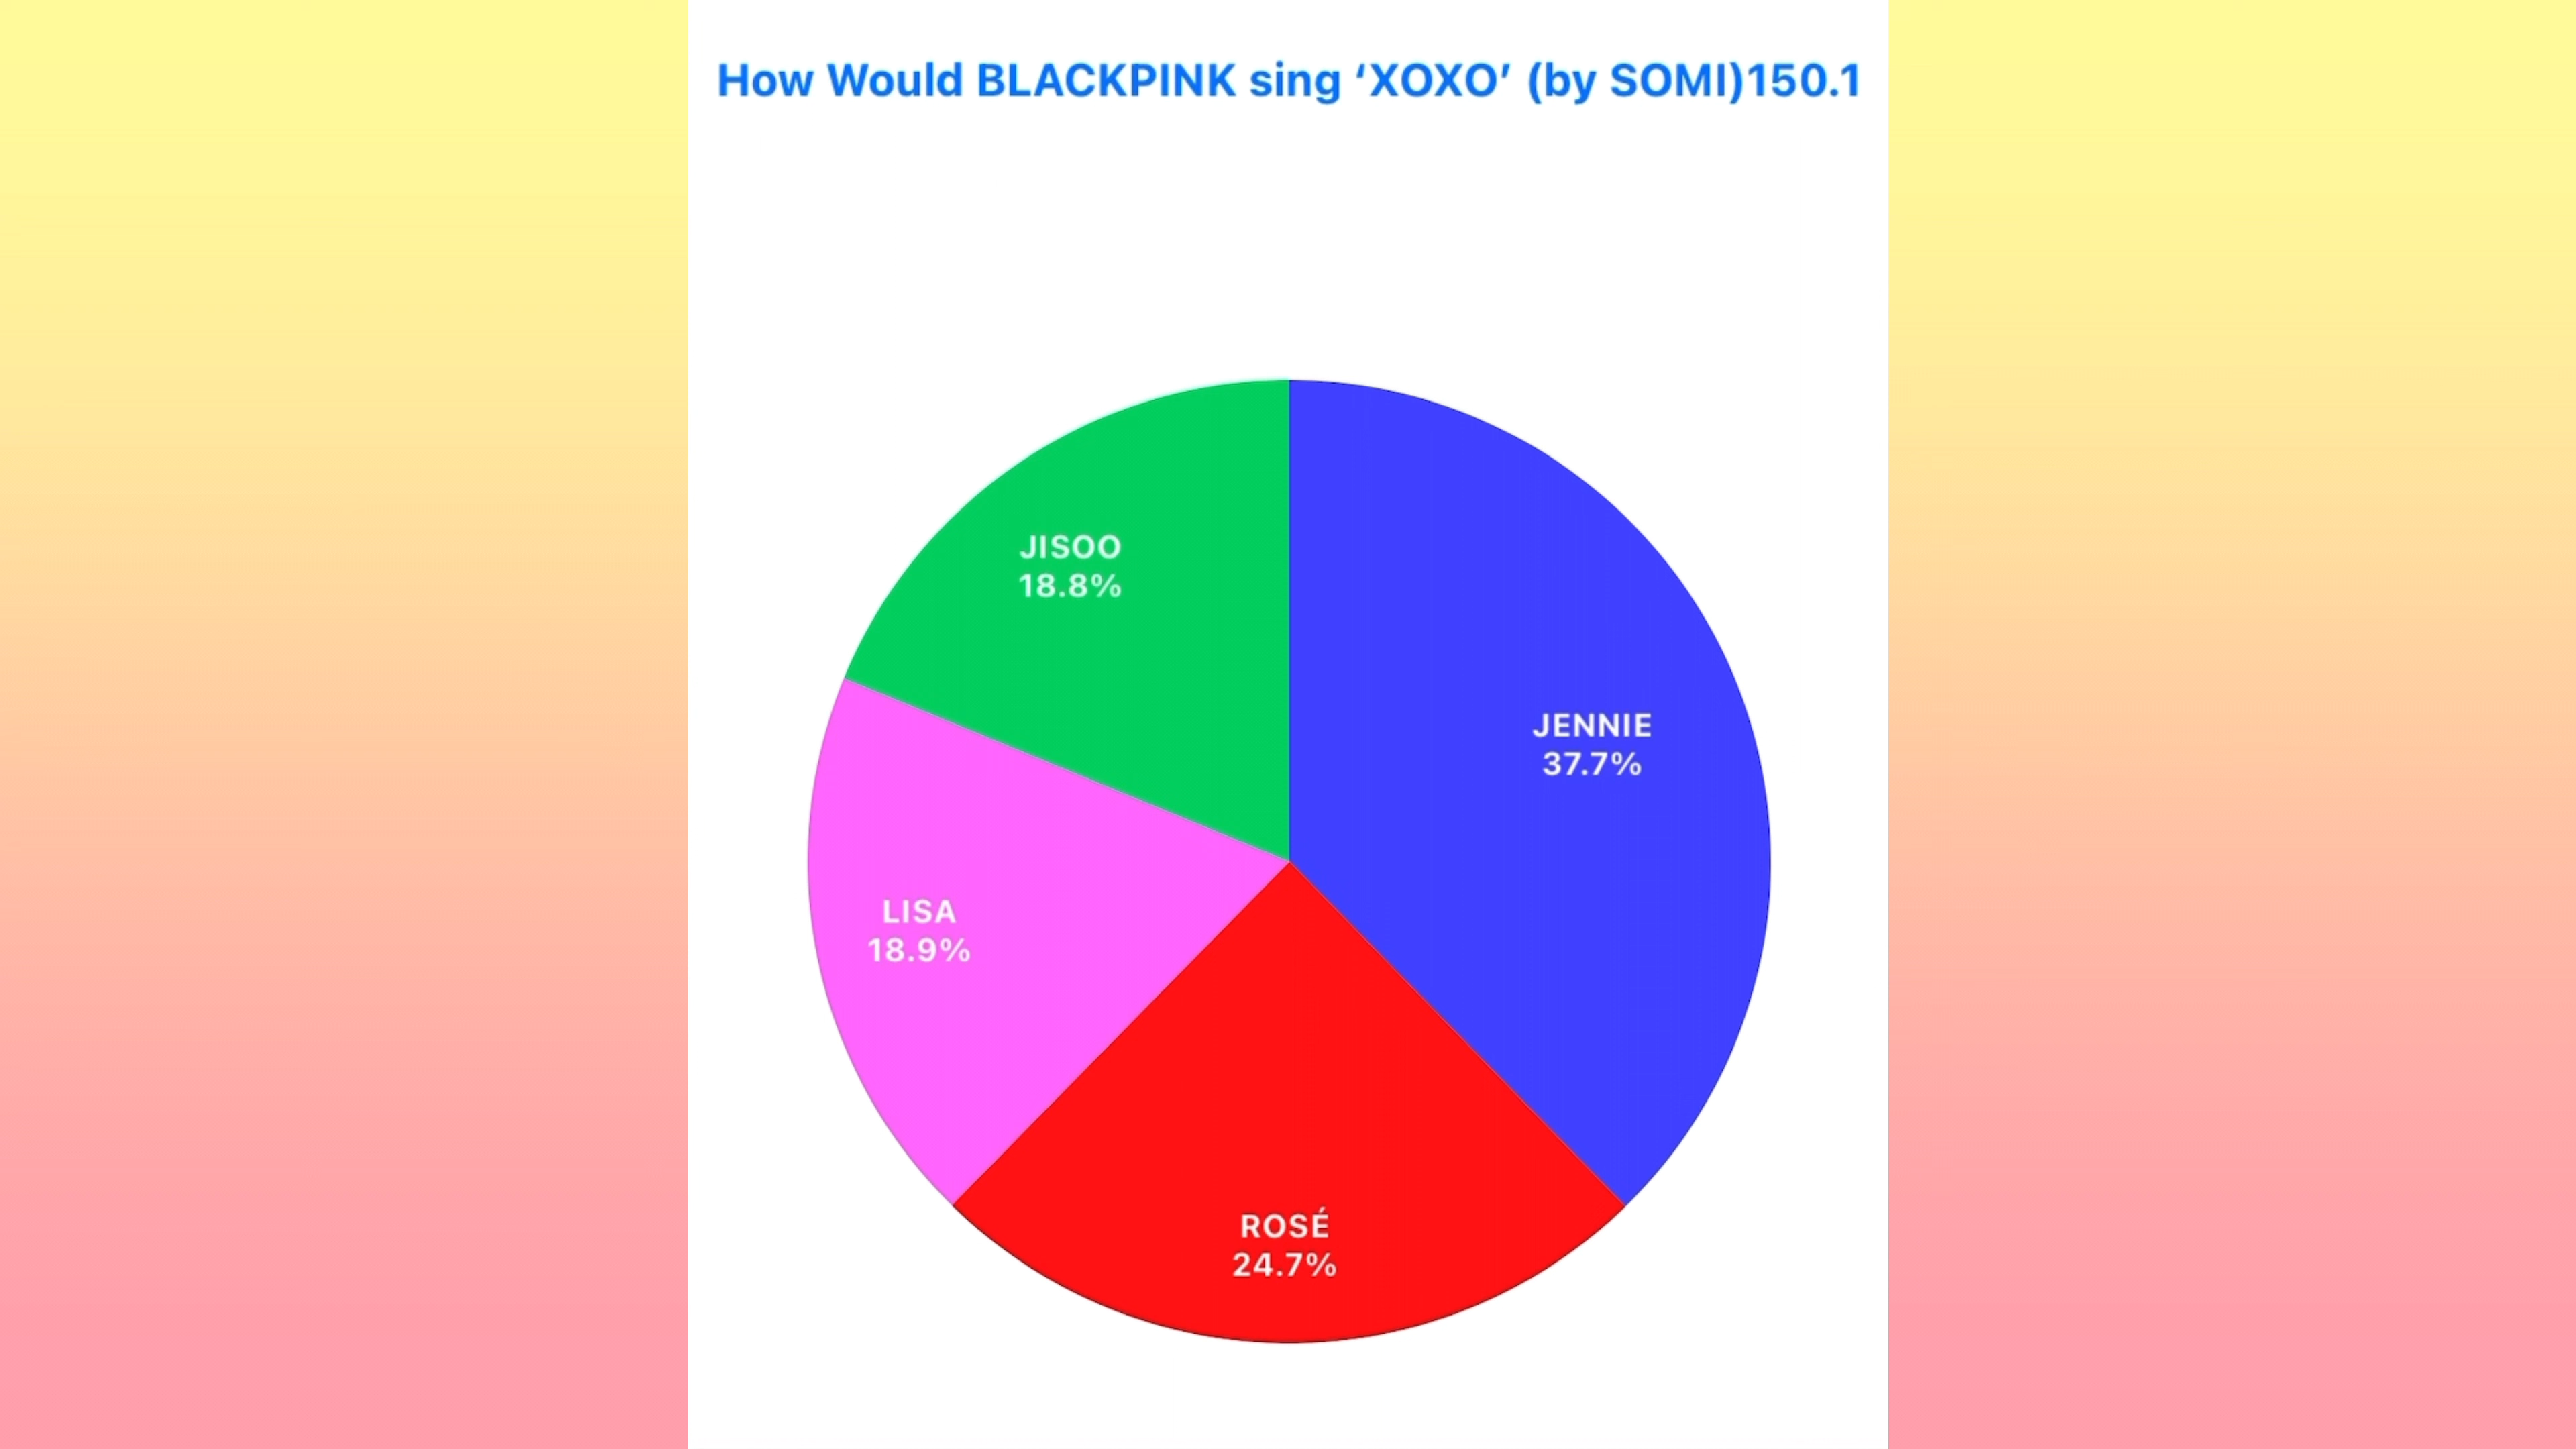 How Would BLACKPINK sing ‘XOXO’ (by SOMI)150.1
JISOO
18.8%
JENNIE
37.7%
LISA
18.9%
ROSÉ
24.7%